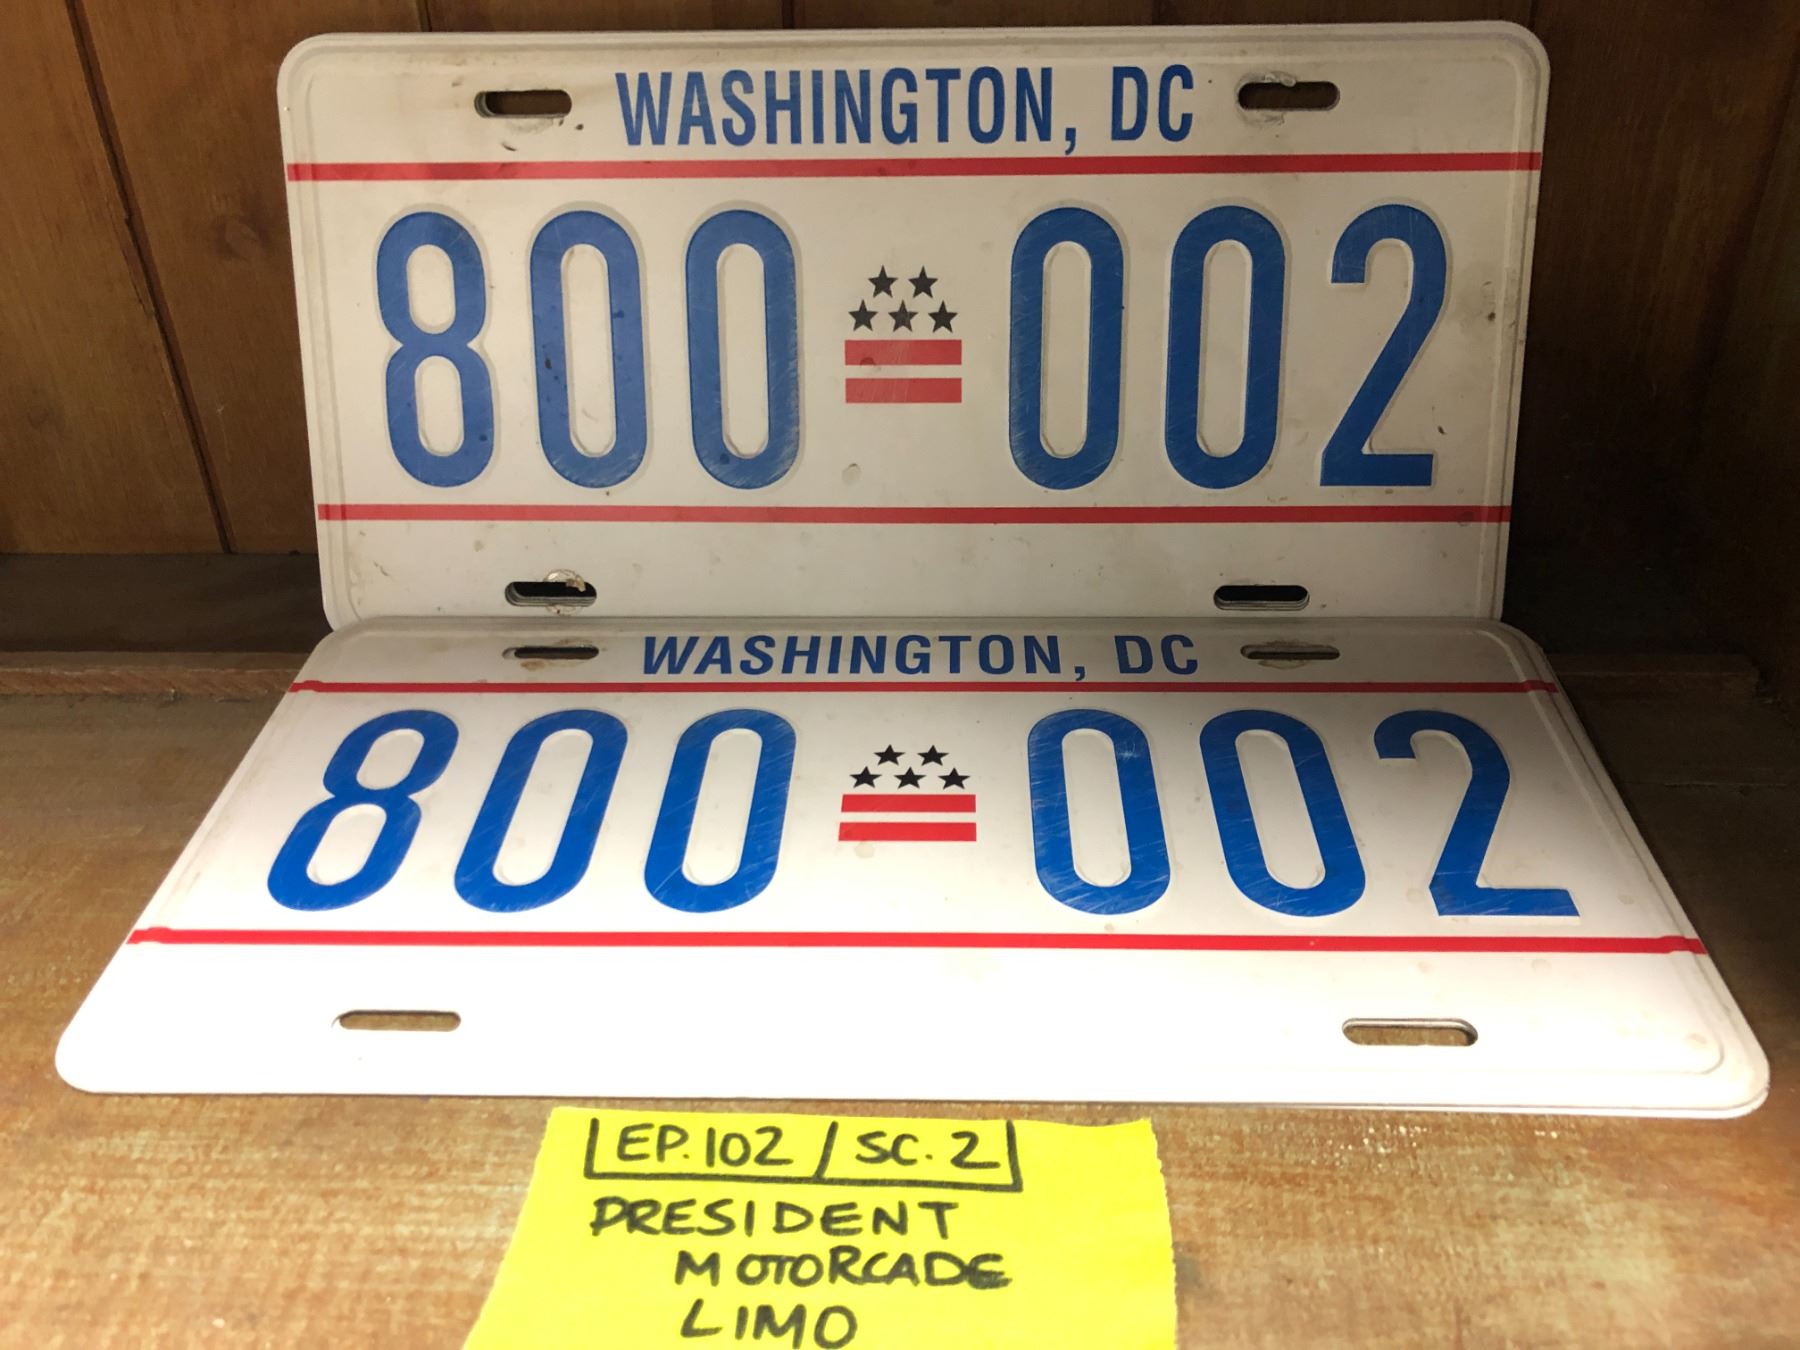 WASHINGTON, DC
800 002
WASHINGTON, DC
800 002
EP.102 / SC.2
PRESIDENT
MOTORCADE
LIMO